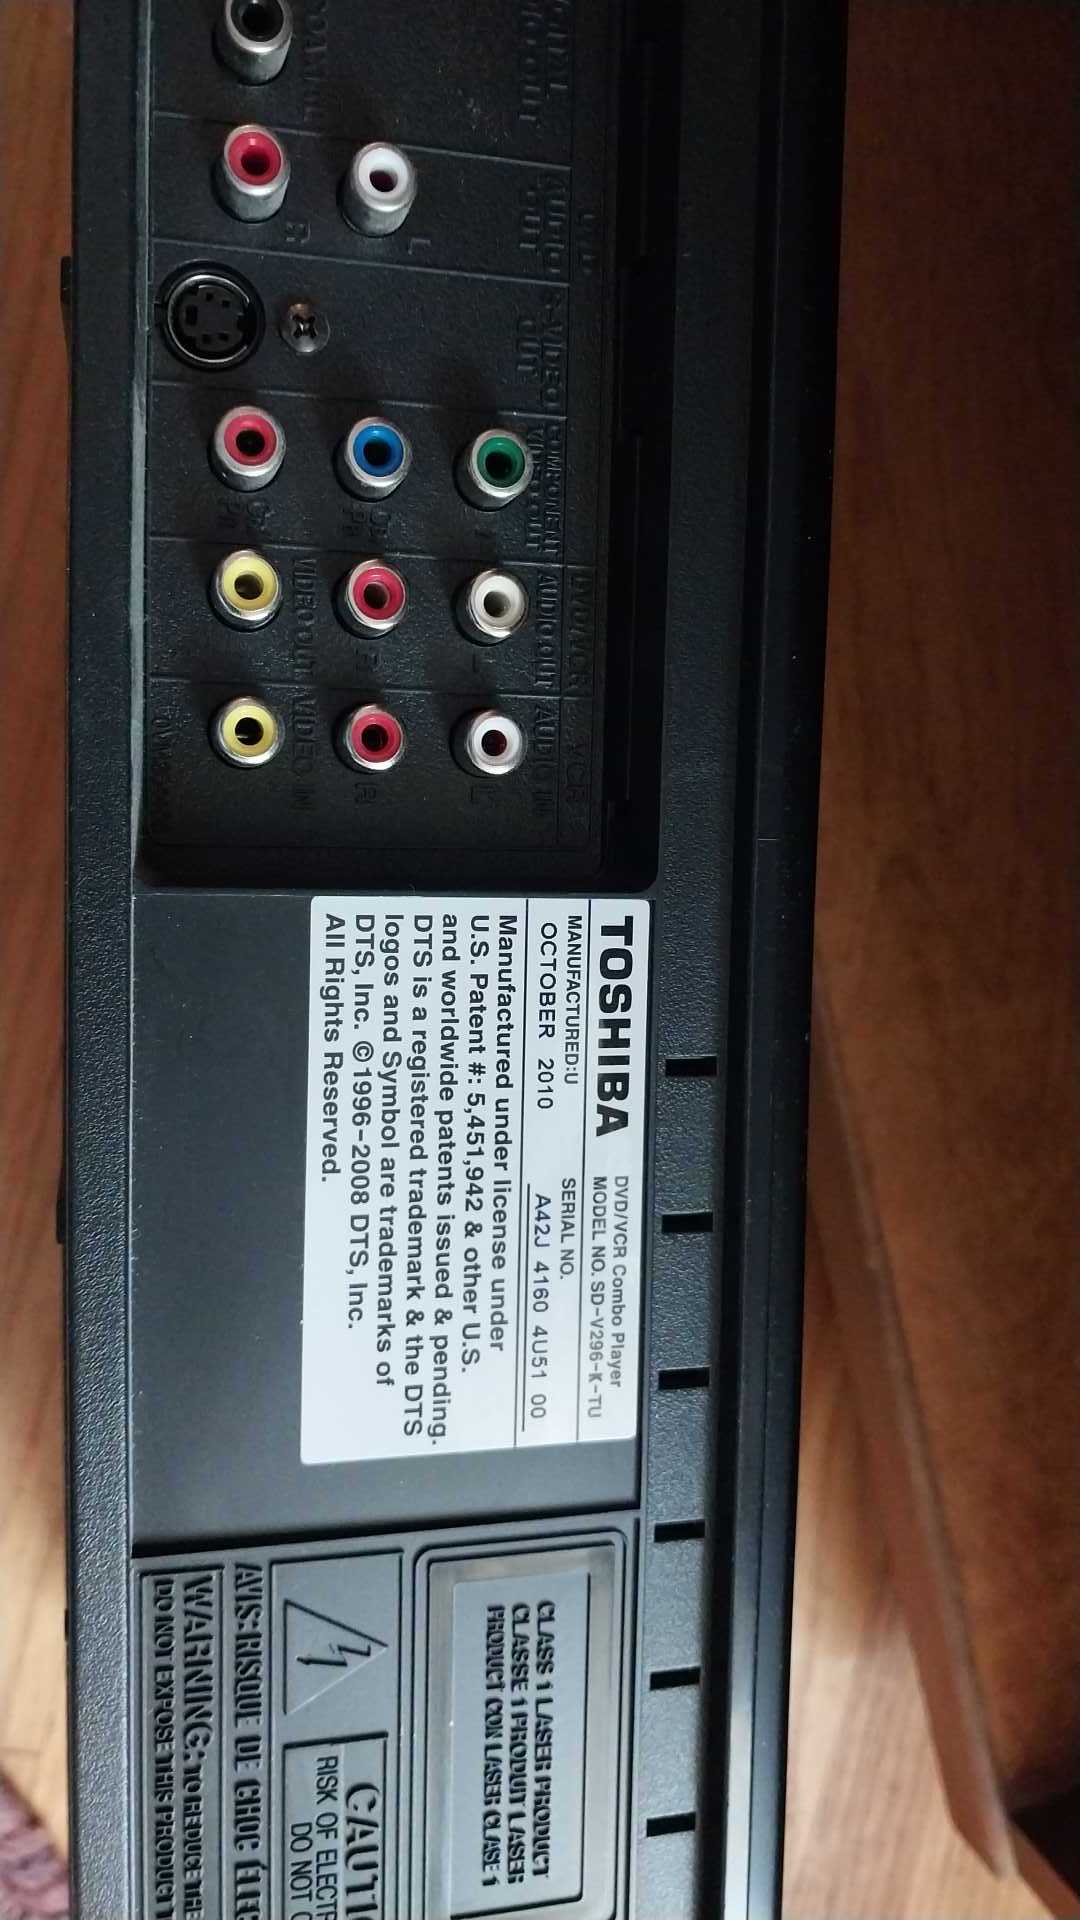 COAXIAL
AUDIO OUT
DVD
R
L
S-VIDEO
OUT
COMPONENT
VIDEO OUT
DVD/VCR
AUDIO OUT
VIDEO OUT
R
VCR
AUDIO IN
VIDEO IN
R
L
TOSHIBA
DVD/VCR Combo Player
MODEL NO. SD-V296-K-TU
MANUFACTURED:U
SERIAL NO.
OCTOBER 2010
A42J 4160 4U51 00
Manufactured under license under
U.S. Patent #: 5,451,942 & other U.S.
and worldwide patents issued & pending.
DTS is a registered trademark & the DTS
logos and Symbol are trademarks of
DTS, Inc. ©1996-2008 DTS, Inc.
All Rights Reserved.
CLASS 1 LASER PRODUCT
CLASSE 1 PRODUIT LASER
PRODUCT CON LASER CLASE 1
RISK OF
DO NOT
AVIS: RISQUE DE CHOC
WARNING: TO REDUCE THE
DO NOT EXPOSE THIS PRODUCT